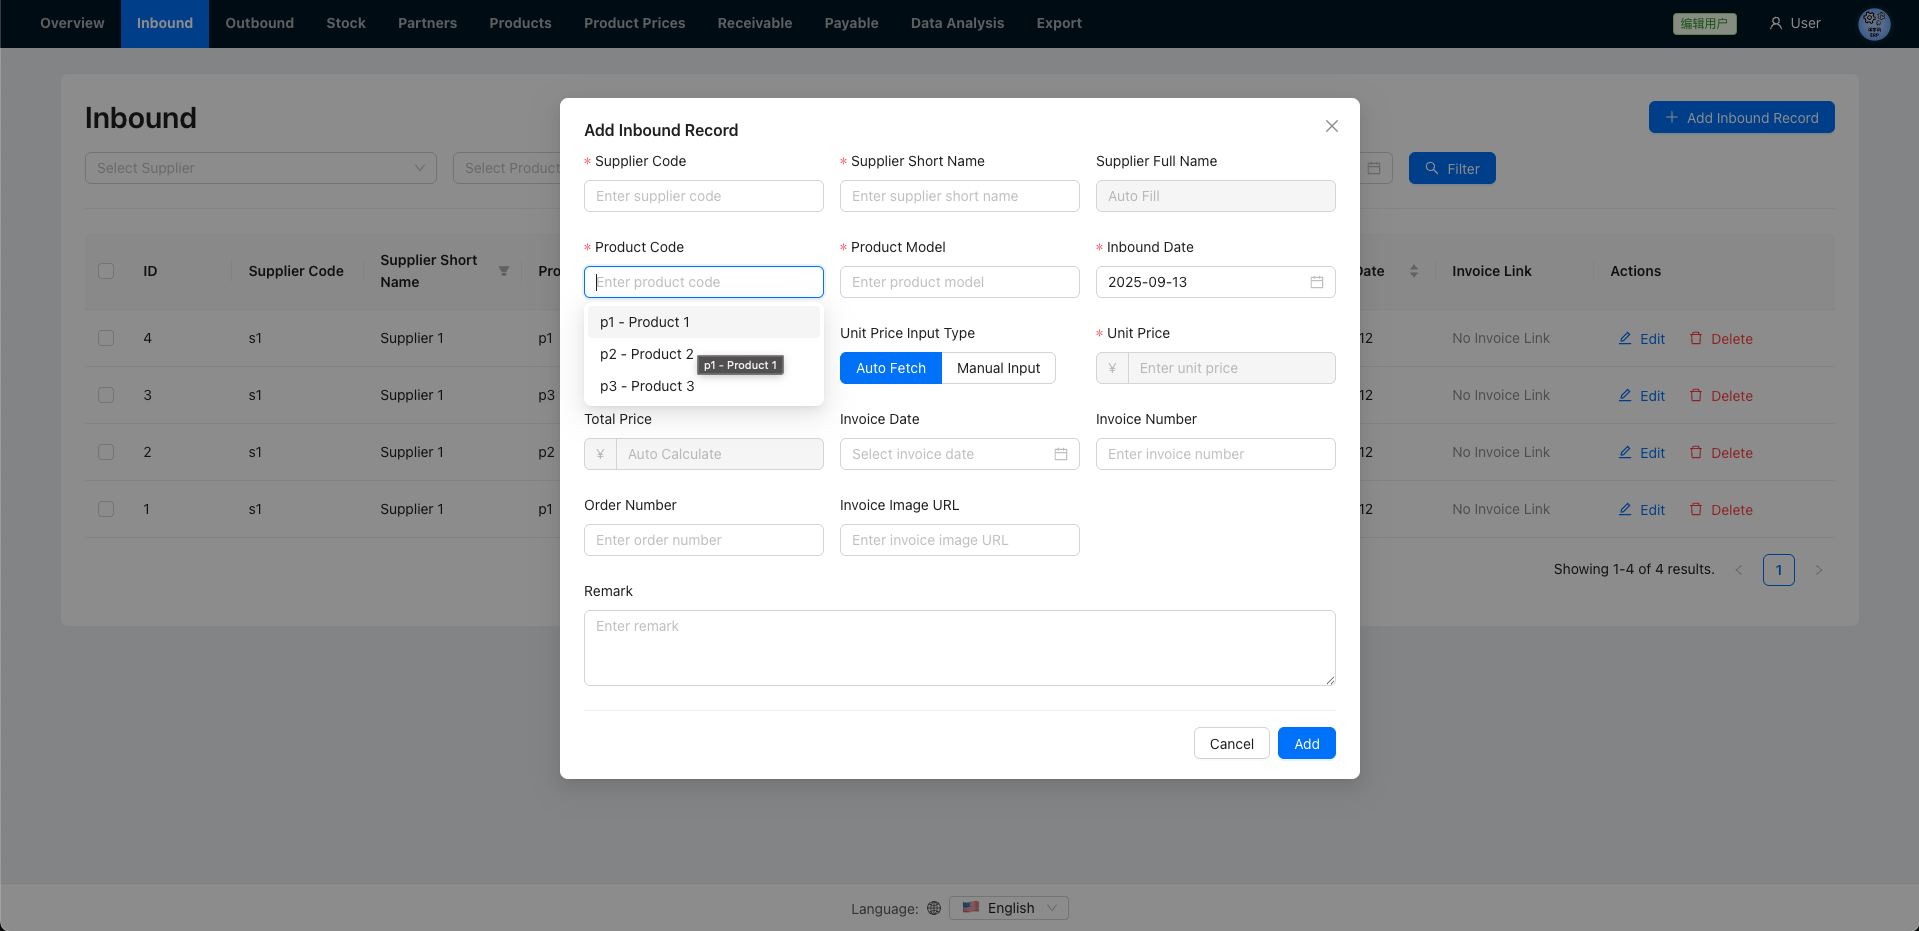 Overview Inbound Outbound Stock Partners Products Product Prices Receivable Payable Data Analysis Export 编辑用户 User
Inbound
Add Inbound Record
Select Supplier
Select Product
Filter
ID Supplier Code Supplier Short Name Pro Date Invoice Link Actions
4 s1 Supplier 1 p1 12 No Invoice Link Edit Delete
3 s1 Supplier 1 p3 12 No Invoice Link Edit Delete
2 s1 Supplier 1 p2 12 No Invoice Link Edit Delete
1 s1 Supplier 1 p1 12 No Invoice Link Edit Delete
Showing 1-4 of 4 results. 1
Add Inbound Record
* Supplier Code * Supplier Short Name Supplier Full Name
Enter supplier code Enter supplier short name Auto Fill
* Product Code * Product Model * Inbound Date
Enter product code Enter product model 2025-09-13
p1 - Product 1
p2 - Product 2
p1 - Product 1
p3 - Product 3
Unit Price Input Type * Unit Price
Auto Fetch Manual Input ¥ Enter unit price
Total Price Invoice Date Invoice Number
¥ Auto Calculate Select invoice date Enter invoice number
Order Number Invoice Image URL
Enter order number Enter invoice image URL
Remark
Enter remark
Cancel Add
Language: English